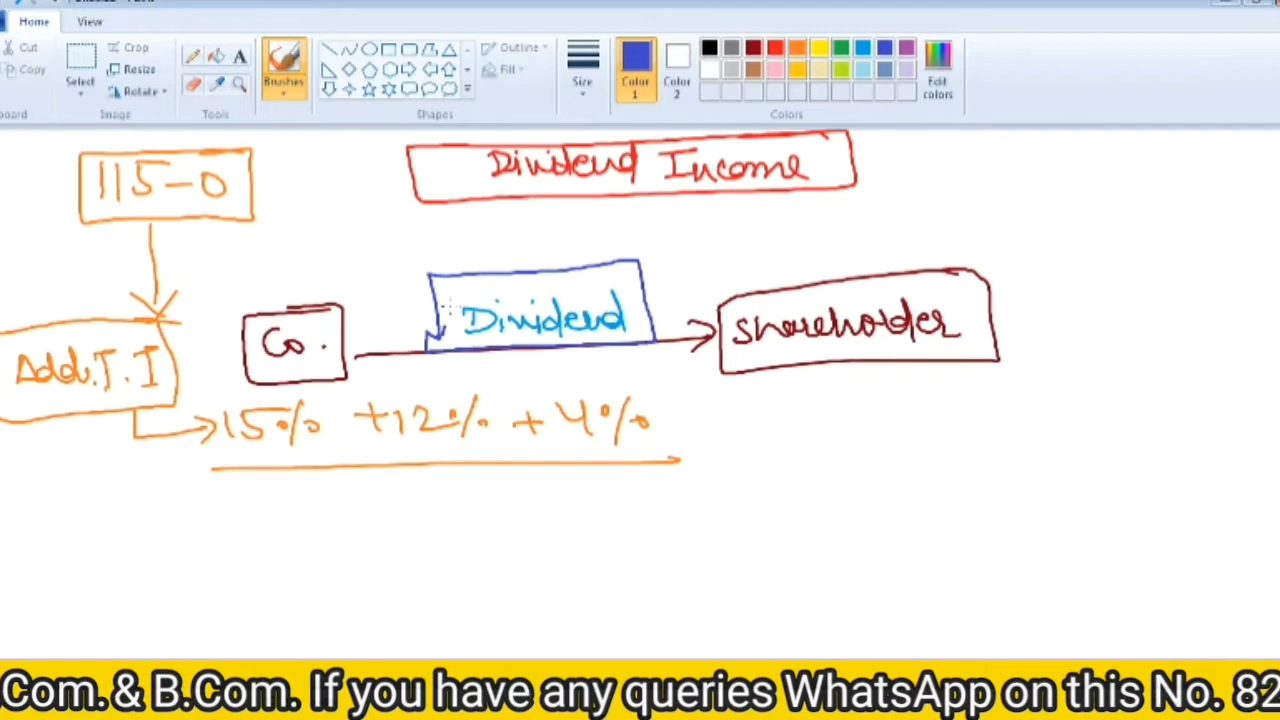 Home View
Cut
Copy
Select
Crop
Resize
Rotate
Brushes
Outline
Fill
Size
Color 1
Color 2
Edit colors
board
Image
Tools
Shapes
Colors
115-O
Dividend Income
Dividend
Co.
Shareholder
Add. I. T
15% +12% + 4%
Com. & B.Com. If you have any queries WhatsApp on this No. 82